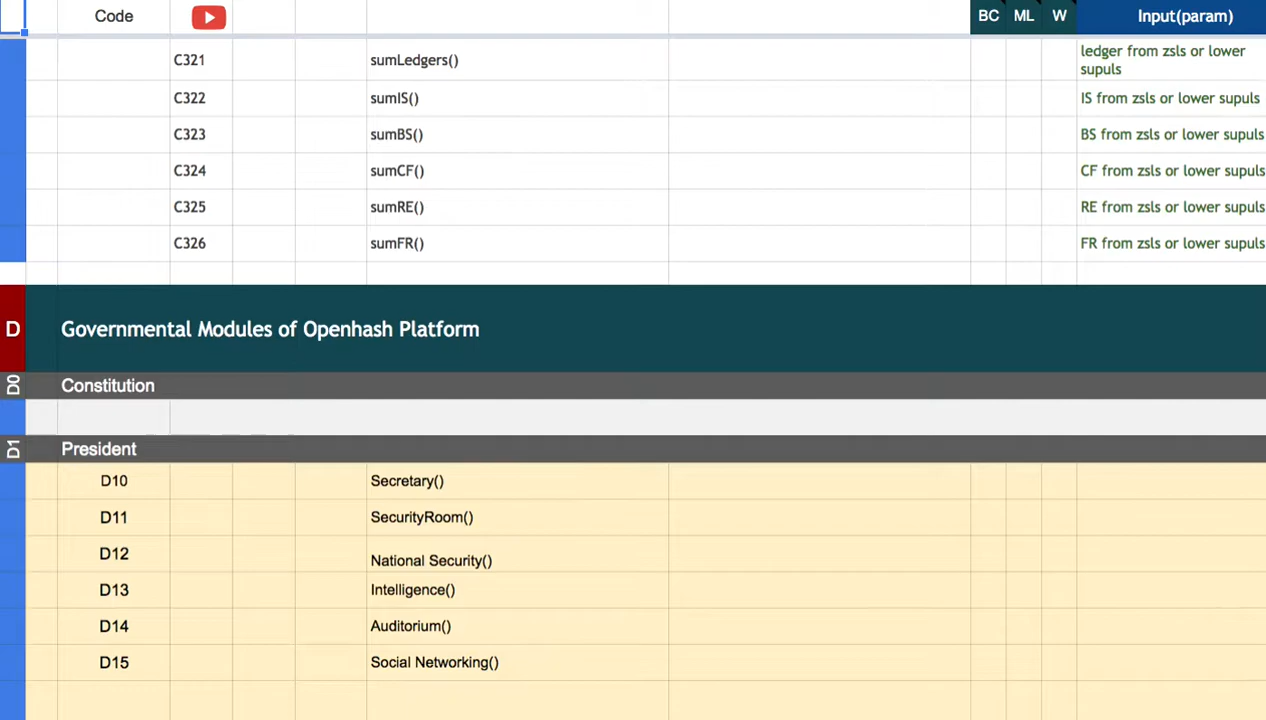 Code BC ML W Input(param)
C321 sumLedgers() ledger from zsls or lower
supuls
C322 sumIS() IS from zsls or lower supuls
C323 sumBS() BS from zsls or lower supuls
C324 sumCF() CF from zsls or lower supuls
C325 sumRE() RE from zsls or lower supuls
C326 sumFR() FR from zsls or lower supuls
D Governmental Modules of Openhash Platform
D0 Constitution
D1 President
D10 Secretary()
D11 SecurityRoom()
D12 National Security()
D13 Intelligence()
D14 Auditorium()
D15 Social Networking()